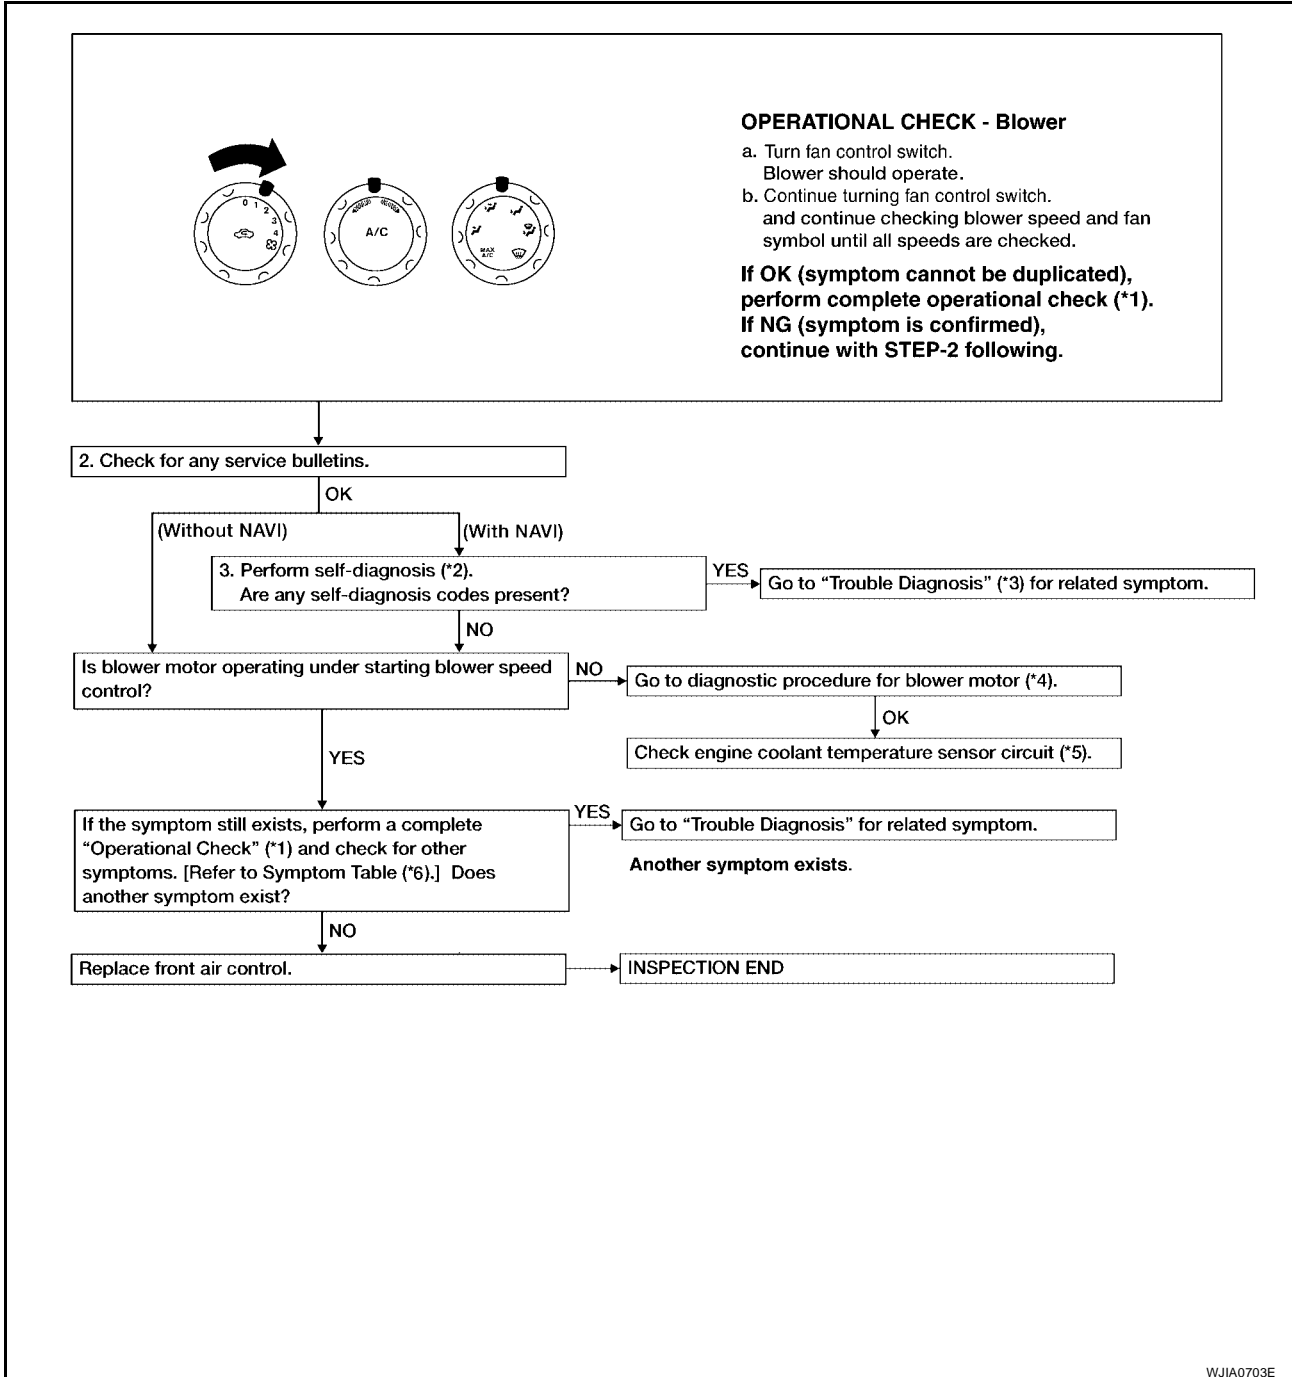 OPERATIONAL CHECK - Blower
a. Turn fan control switch.
Blower should operate.
b. Continue turning fan control switch.
and continue checking blower speed and fan
symbol until all speeds are checked.
If OK (symptom cannot be duplicated),
perform complete operational check (*1).
If NG (symptom is confirmed),
continue with STEP-2 following.
0
1
2
3
4
A/C
MAX
A/C
2. Check for any service bulletins.
OK
(Without NAVI)
(With NAVI)
3. Perform self-diagnosis (*2).
Are any self-diagnosis codes present?
YES
Go to “Trouble Diagnosis” (*3) for related symptom.
NO
Is blower motor operating under starting blower speed
control?
NO
Go to diagnostic procedure for blower motor (*4).
OK
Check engine coolant temperature sensor circuit (*5).
YES
If the symptom still exists, perform a complete
“Operational Check” (*1) and check for other
symptoms. [Refer to Symptom Table (*6).] Does
another symptom exist?
YES
Go to “Trouble Diagnosis” for related symptom.
Another symptom exists.
NO
Replace front air control.
INSPECTION END
WJIA0703E